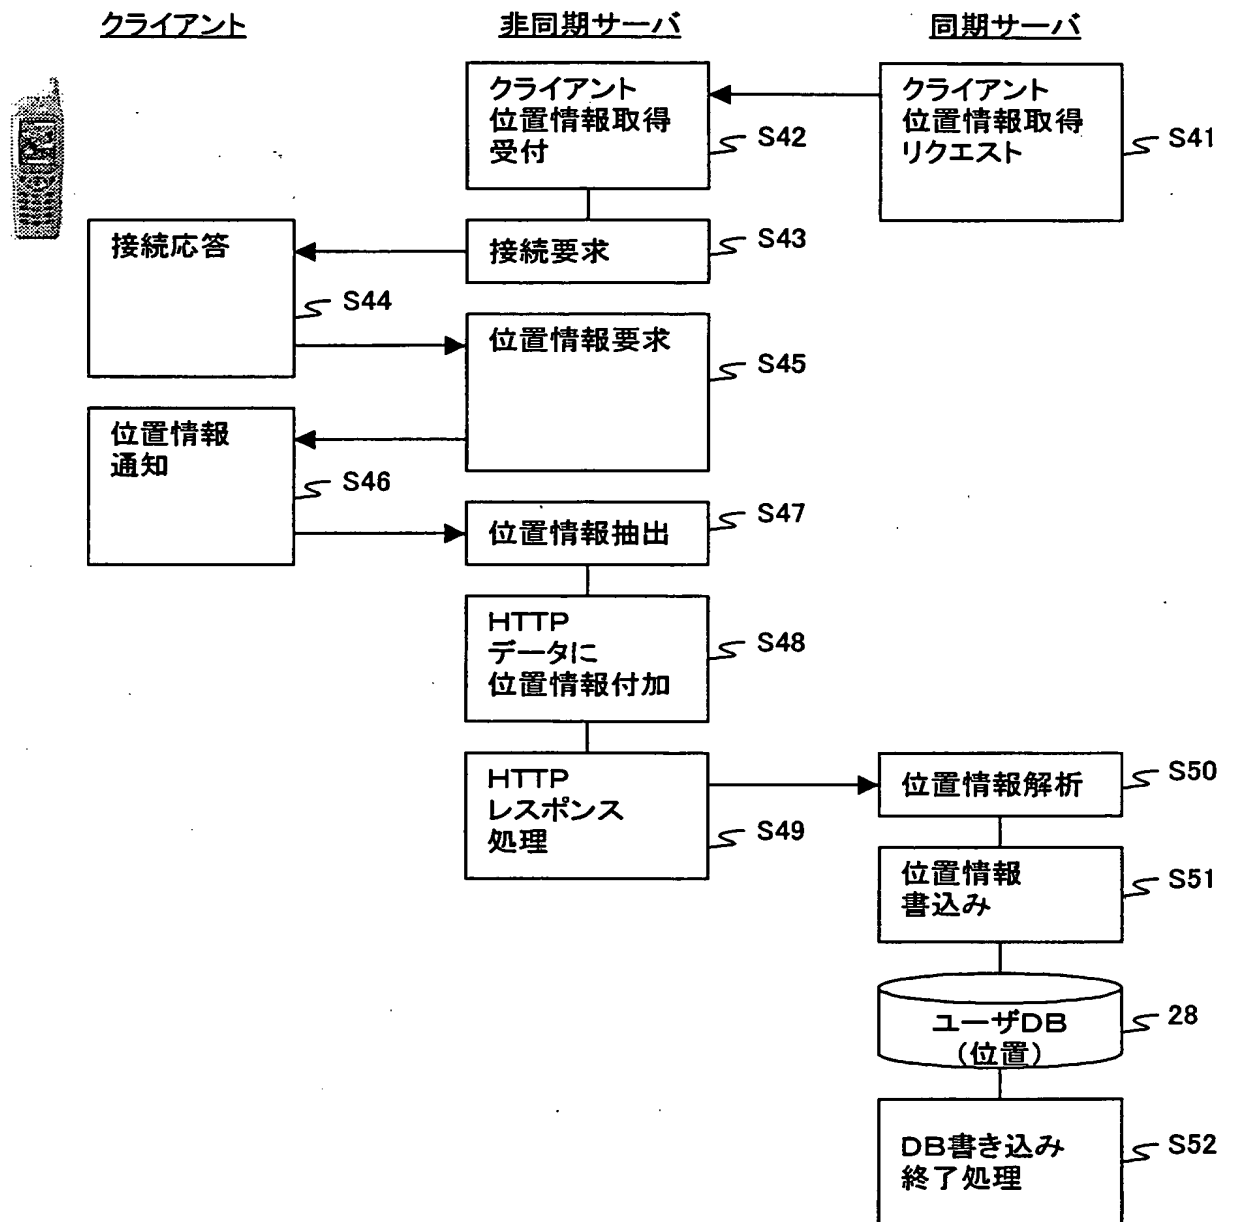 クライアント
非同期サーバ
同期サーバ
クライアント
位置情報取得
受付
S42
クライアント
位置情報取得
リクエスト
S41
接続要求
S43
接続応答
S44
位置情報要求
S45
位置情報
通知
S46
位置情報抽出
S47
HTTP
データに
位置情報付加
S48
HTTP
レスポンス
処理
S49
位置情報解析
S50
位置情報
書込み
S51
ユーザDB
(位置)
28
DB書き込み
終了処理
S52